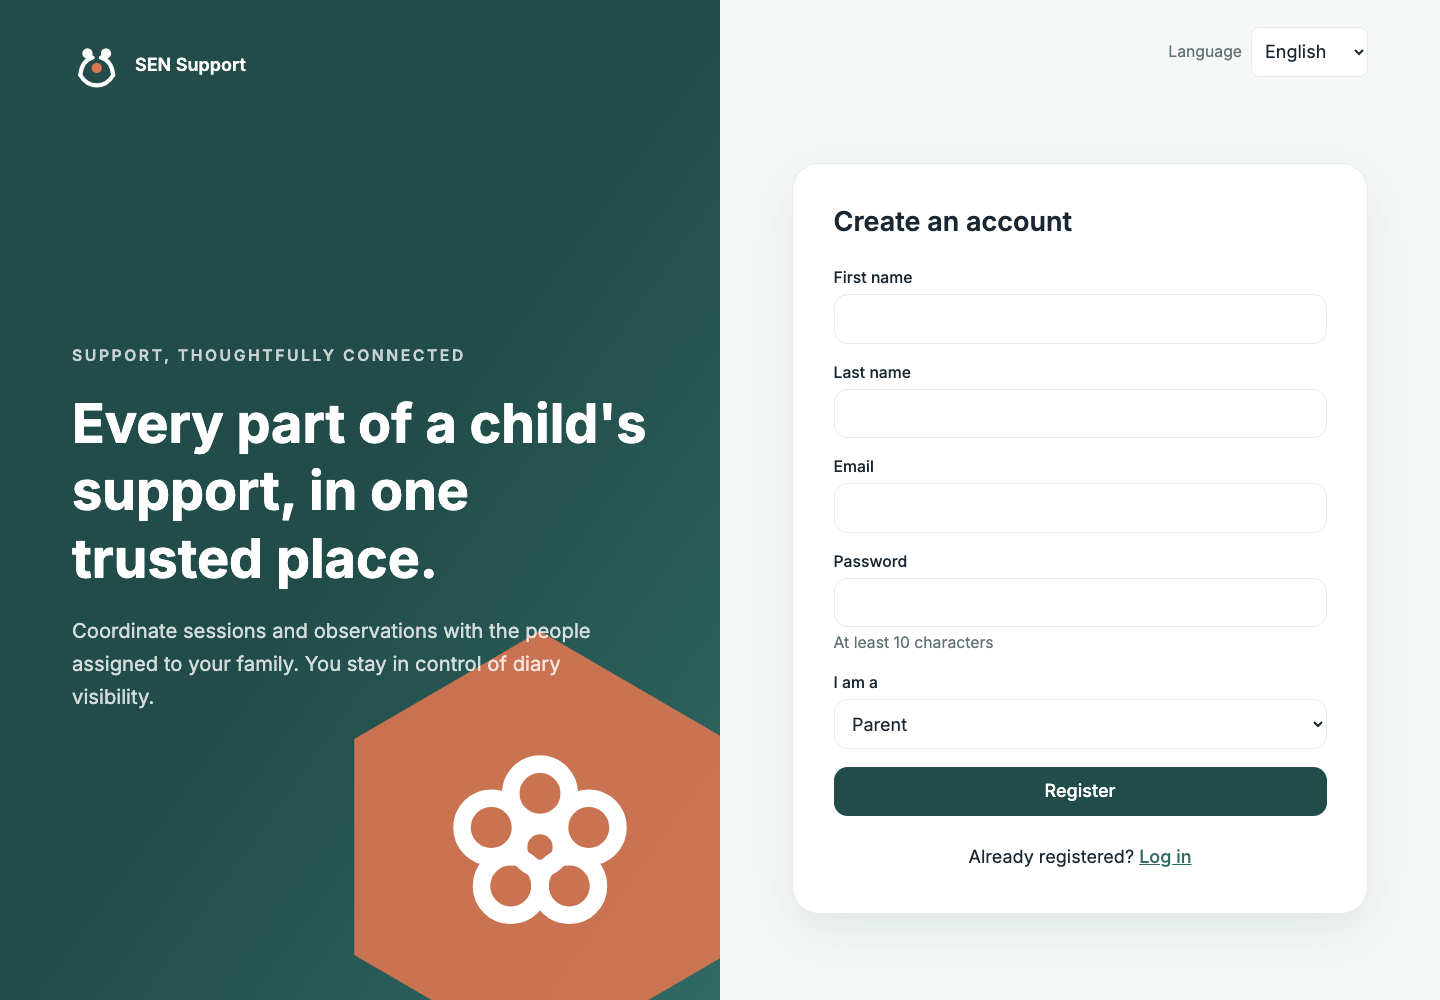 SEN Support
SUPPORT, THOUGHTFULLY CONNECTED
Every part of a child's
support, in one
trusted place.
Coordinate sessions and observations with the people
assigned to your family. You stay in control of diary
visibility.
Language
English
Create an account
First name
Last name
Email
Password
At least 10 characters
I am a
Parent
Register
Already registered? Log in